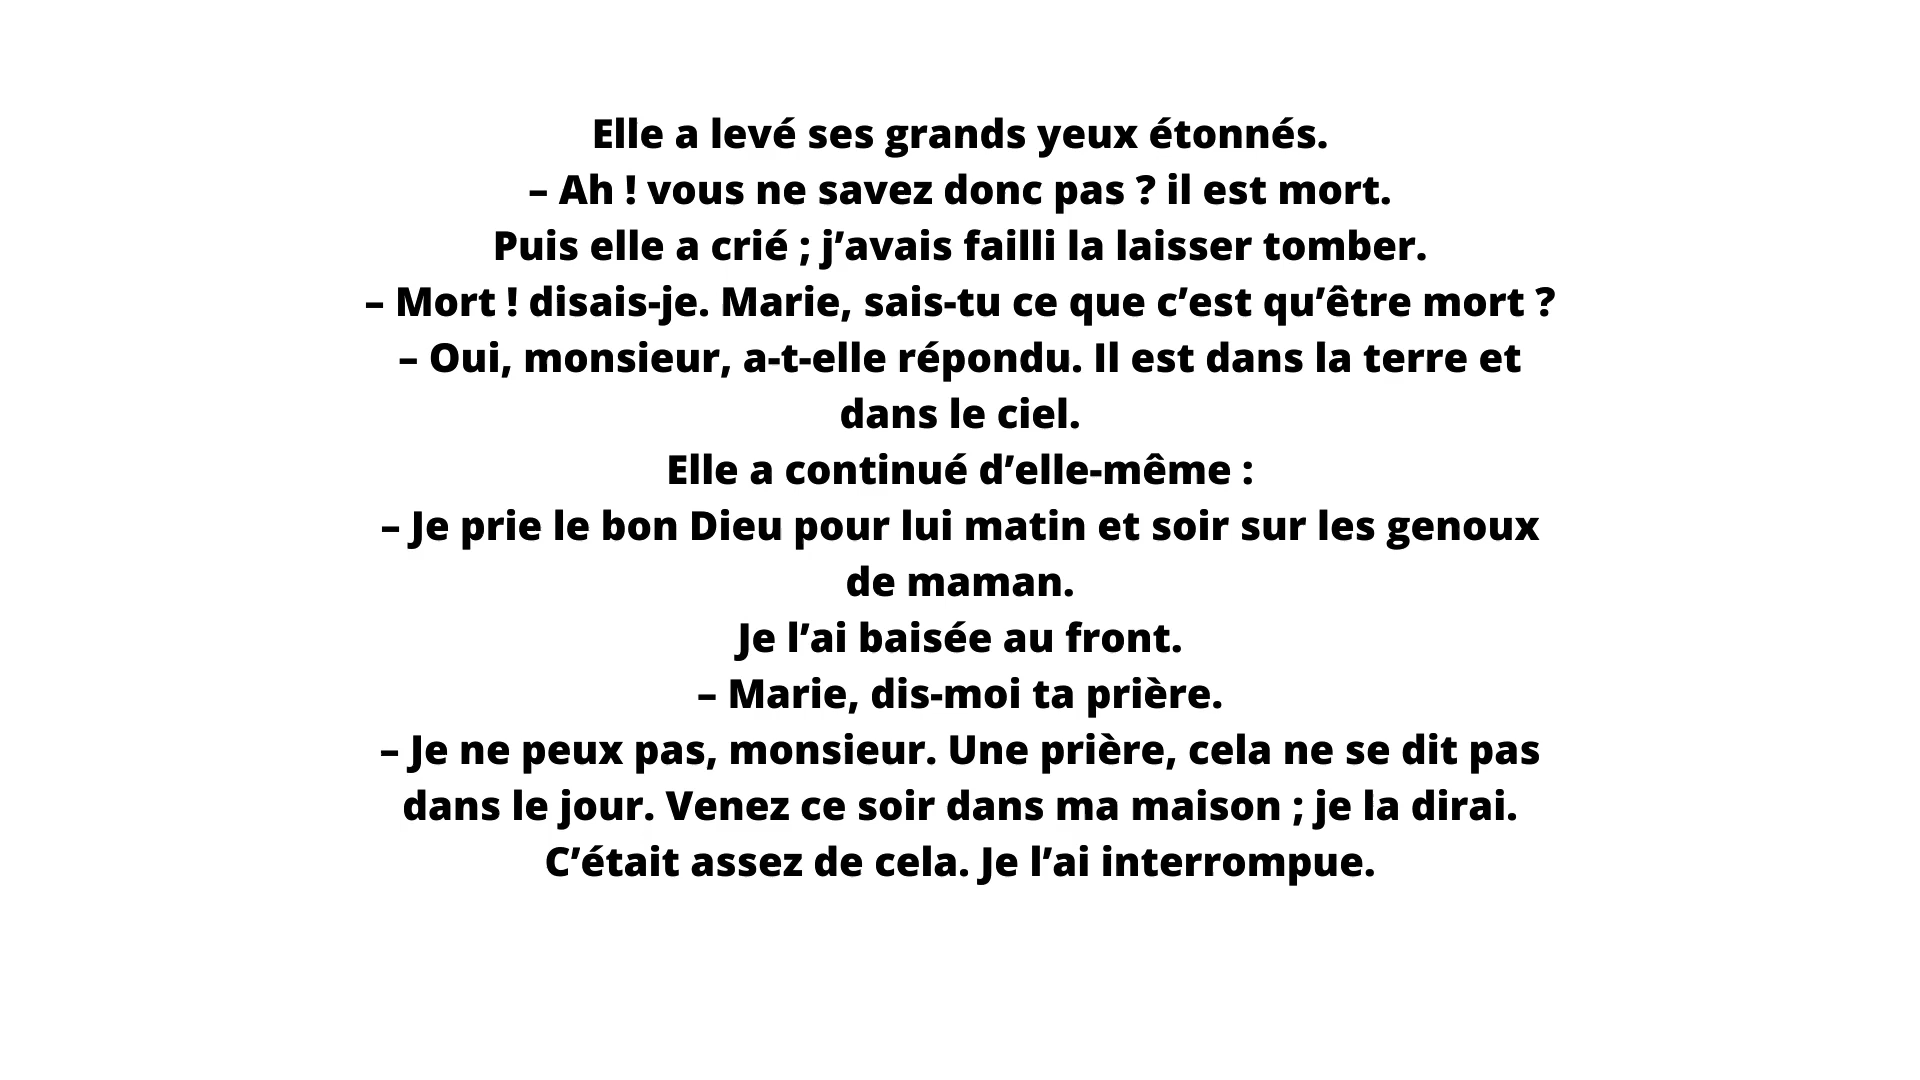 Elle a levé ses grands yeux étonnés.
– Ah ! vous ne savez donc pas ? il est mort.
Puis elle a crié ; j’avais failli la laisser tomber.
– Mort ! disais-je. Marie, sais-tu ce que c’est qu’être mort ?
– Oui, monsieur, a-t-elle répondu. Il est dans la terre et
dans le ciel.
Elle a continué d’elle-même :
– Je prie le bon Dieu pour lui matin et soir sur les genoux
de maman.
Je l’ai baisée au front.
– Marie, dis-moi ta prière.
– Je ne peux pas, monsieur. Une prière, cela ne se dit pas
dans le jour. Venez ce soir dans ma maison ; je la dirai.
C’était assez de cela. Je l’ai interrompue.